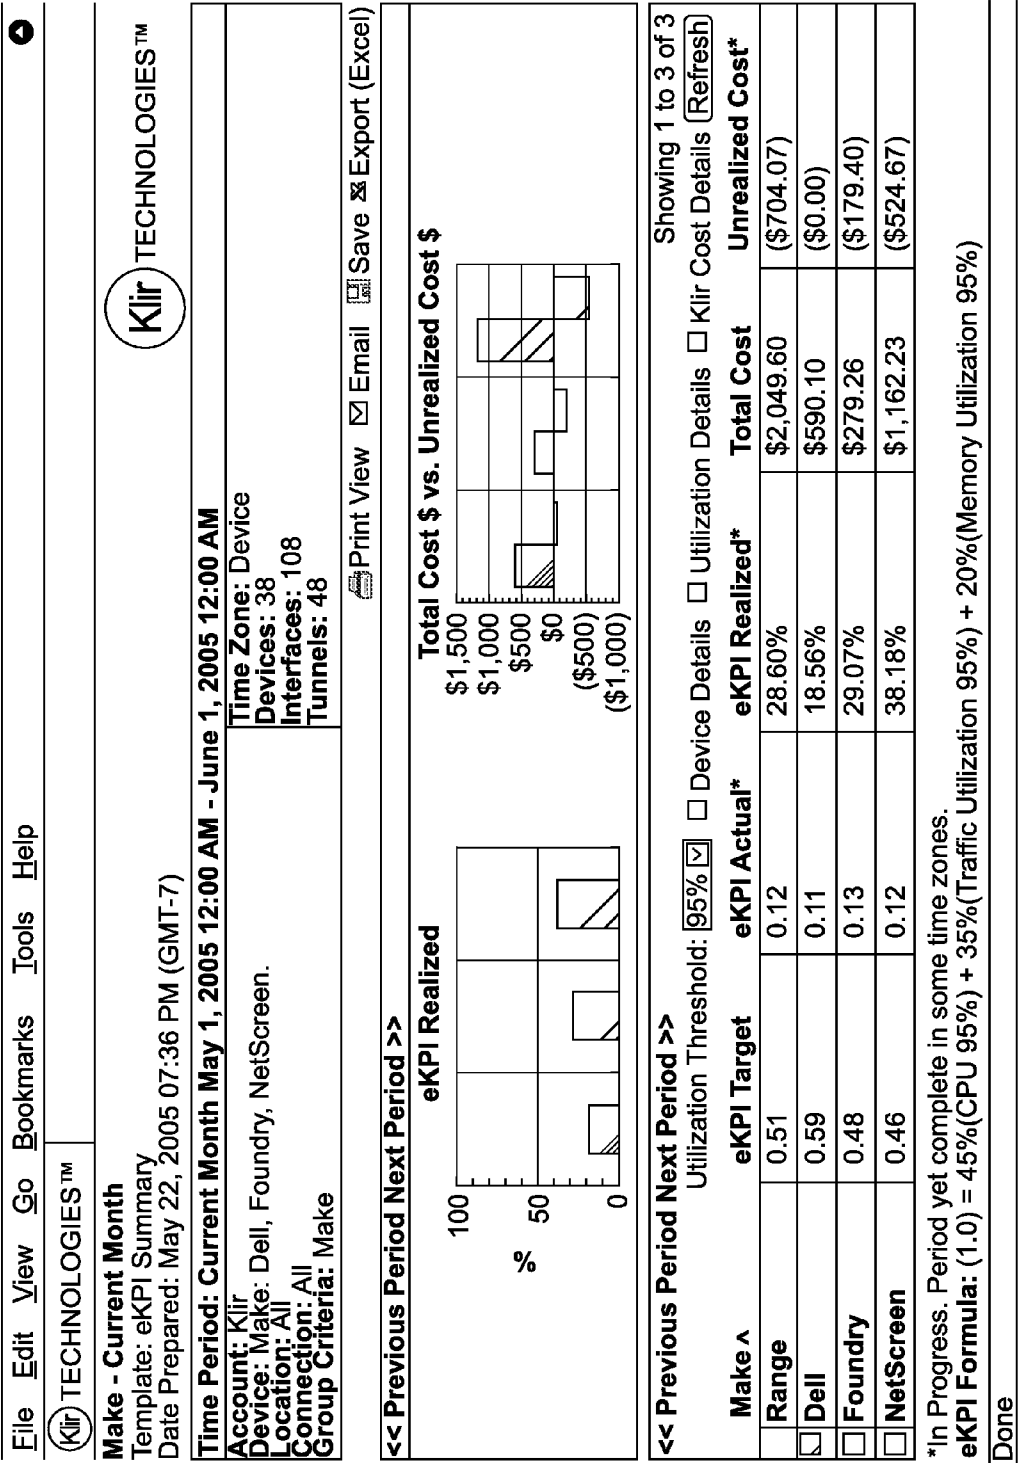 File Edit View Go Bookmarks Tools Help
Klir TECHNOLOGIES™
Make - Current Month
Template: eKPI Summary
Date Prepared: May 22, 2005 07:36 PM (GMT-7)
Klir TECHNOLOGIES™
Time Period: Current Month May 1, 2005 12:00 AM - June 1, 2005 12:00 AM
Account: Klir
Device: Make: Dell, Foundry, NetScreen.
Location: All
Connection: All
Group Criteria: Make
Time Zone: Device
Devices: 38
Interfaces: 108
Tunnels: 48
Print View Email Save Export (Excel)
<< Previous Period Next Period >>
eKPI Realized
100
50
0
%
Total Cost $ vs. Unrealized Cost $
$1,500
$1,000
$500
$0
($500)
($1,000)
<< Previous Period Next Period >> Showing 1 to 3 of 3
Utilization Threshold: 95% Device Details Utilization Details Klir Cost Details Refresh
Make ^ eKPI Target eKPI Actual* eKPI Realized* Total Cost Unrealized Cost*
Range 0.51 0.12 28.60% $2,049.60 ($704.07)
Dell 0.59 0.11 18.56% $590.10 ($0.00)
Foundry 0.48 0.13 29.07% $279.26 ($179.40)
NetScreen 0.46 0.12 38.18% $1,162.23 ($524.67)
*In Progress. Period yet complete in some time zones.
eKPI Formula: (1.0) = 45%(CPU 95%) + 35%(Traffic Utilization 95%) + 20%(Memory Utilization 95%)
Done